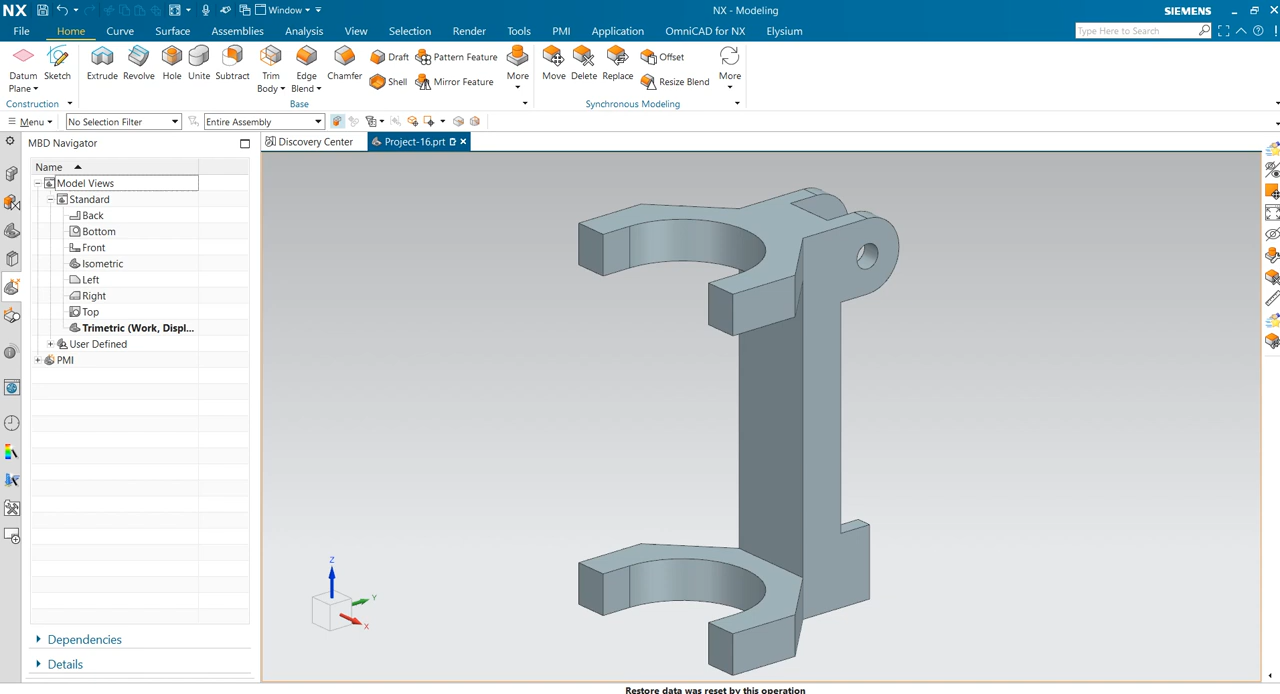 NX
Window
NX - Modeling
SIEMENS
File
Home
Curve
Surface
Assemblies
Analysis
View
Selection
Render
Tools
PMI
Application
OmniCAD for NX
Elysium
Type Here to Search
Datum
Plane
Sketch
Extrude
Revolve
Hole
Unite
Subtract
Trim
Body
Edge
Blend
Chamfer
Draft
Shell
Pattern Feature
Mirror Feature
More
Move
Delete
Replace
Offset
Resize Blend
More
Construction
Base
Synchronous Modeling
Menu
No Selection Filter
Entire Assembly
MBD Navigator
Discovery Center
Project-16.prt
Name
Model Views
Standard
Back
Bottom
Front
Isometric
Left
Right
Top
Trimetric (Work, Displ...
User Defined
PMI
Z
Y
X
Dependencies
Details
Restore data was reset by this operation